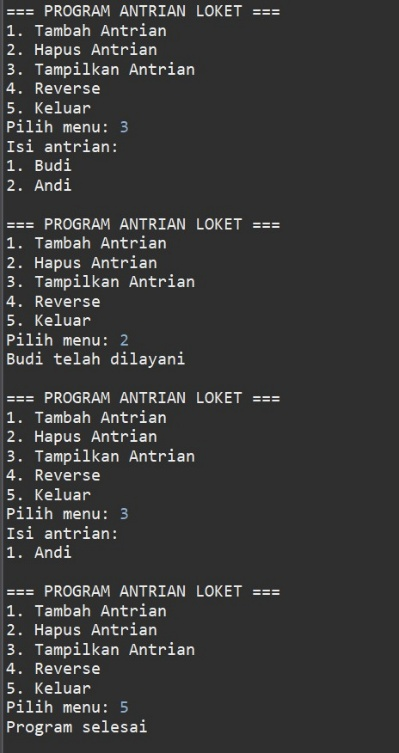 === PROGRAM ANTRIAN LOKET ===
1. Tambah Antrian
2. Hapus Antrian
3. Tampilkan Antrian
4. Reverse
5. Keluar
Pilih menu: 3
Isi antrian:
1. Budi
2. Andi
=== PROGRAM ANTRIAN LOKET ===
1. Tambah Antrian
2. Hapus Antrian
3. Tampilkan Antrian
4. Reverse
5. Keluar
Pilih menu: 2
Budi telah dilayani
=== PROGRAM ANTRIAN LOKET ===
1. Tambah Antrian
2. Hapus Antrian
3. Tampilkan Antrian
4. Reverse
5. Keluar
Pilih menu: 3
Isi antrian:
1. Andi
=== PROGRAM ANTRIAN LOKET ===
1. Tambah Antrian
2. Hapus Antrian
3. Tampilkan Antrian
4. Reverse
5. Keluar
Pilih menu: 5
Program selesai